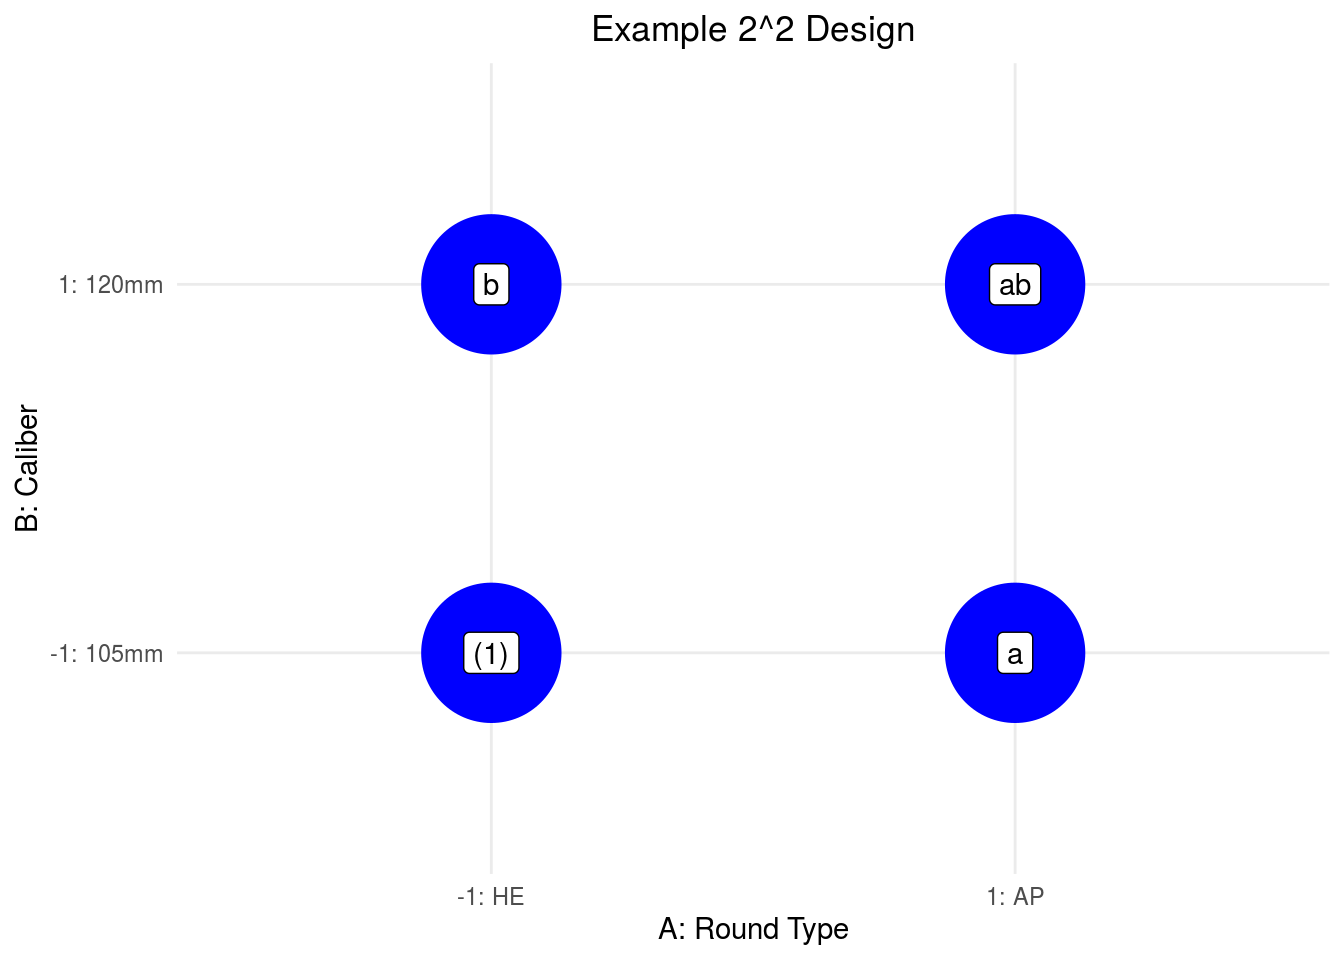 Example 2^2 Design
1: 120mm
b
ab
B: Caliber
-1: 105mm
(1)
a
-1: HE
1: AP
A: Round Type